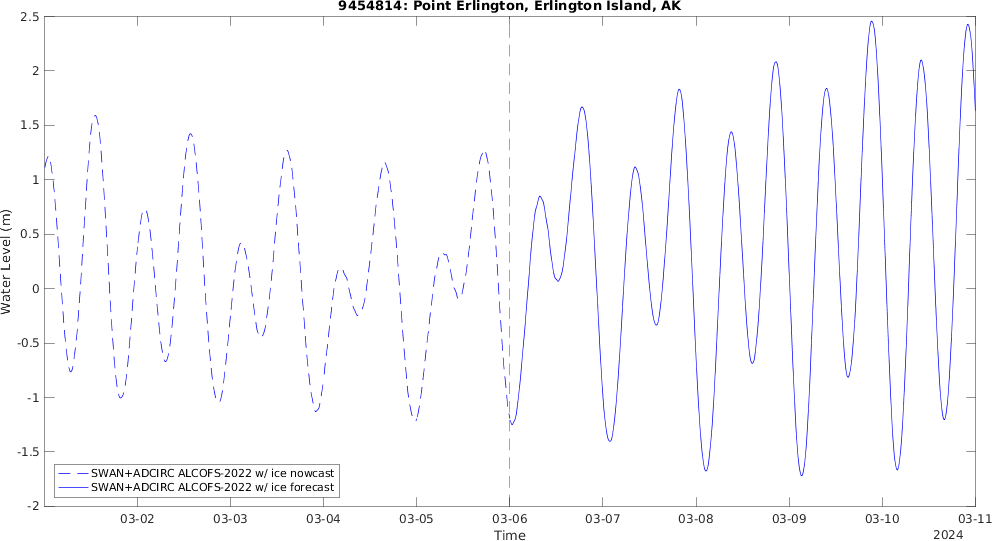 9454814: Point Erlington, Erlington Island, AK
2.5
2
1.5
1
0.5
0
-0.5
-1
-1.5
-2
Water Level (m)
SWAN+ADCIRC ALCOFS-2022 w/ ice nowcast
SWAN+ADCIRC ALCOFS-2022 w/ ice forecast
03-02 03-03 03-04 03-05 03-06 03-07 03-08 03-09 03-10 03-11
Time
2024